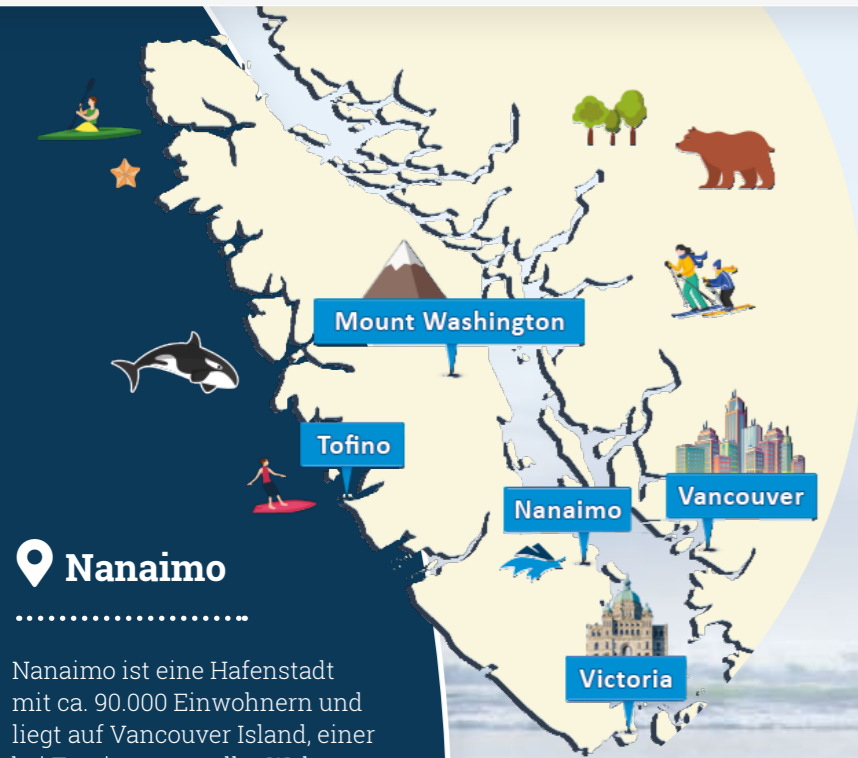 Mount Washington
Tofino
Nanaimo
Vancouver
Victoria
Nanaimo
Nanaimo ist eine Hafenstadt
mit ca. 90.000 Einwohnern und
liegt auf Vancouver Island, einer